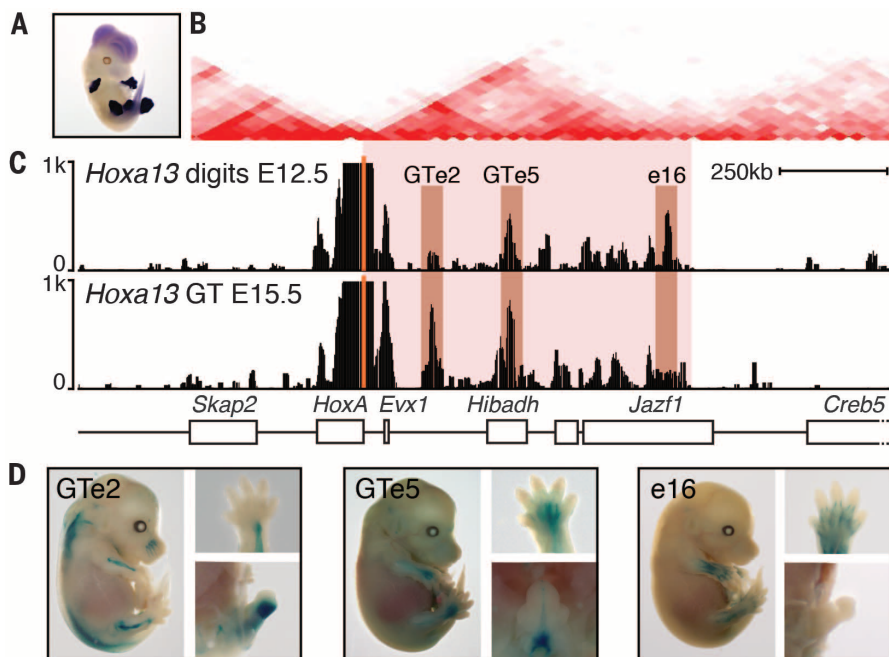 A
B
C
1k
Hoxa13 digits E12.5
GTe2
GTe5
e16
250kb
0
1k
Hoxa13 GT E15.5
0
Skap2
HoxA
Evx1
Hibadh
Jazf1
Creb5
D
GTe2
GTe5
e16